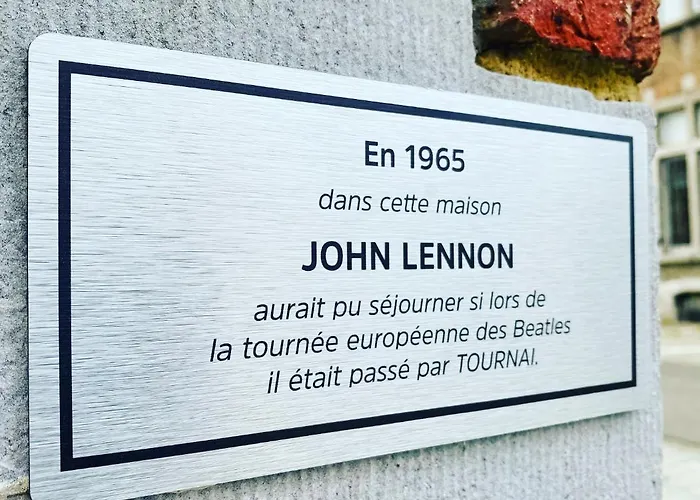 En 1965
dans cette maison
JOHN LENNON
aurait pu séjourner si lors de
la tournée européenne des Beatles
il était passé par TOURNAI.